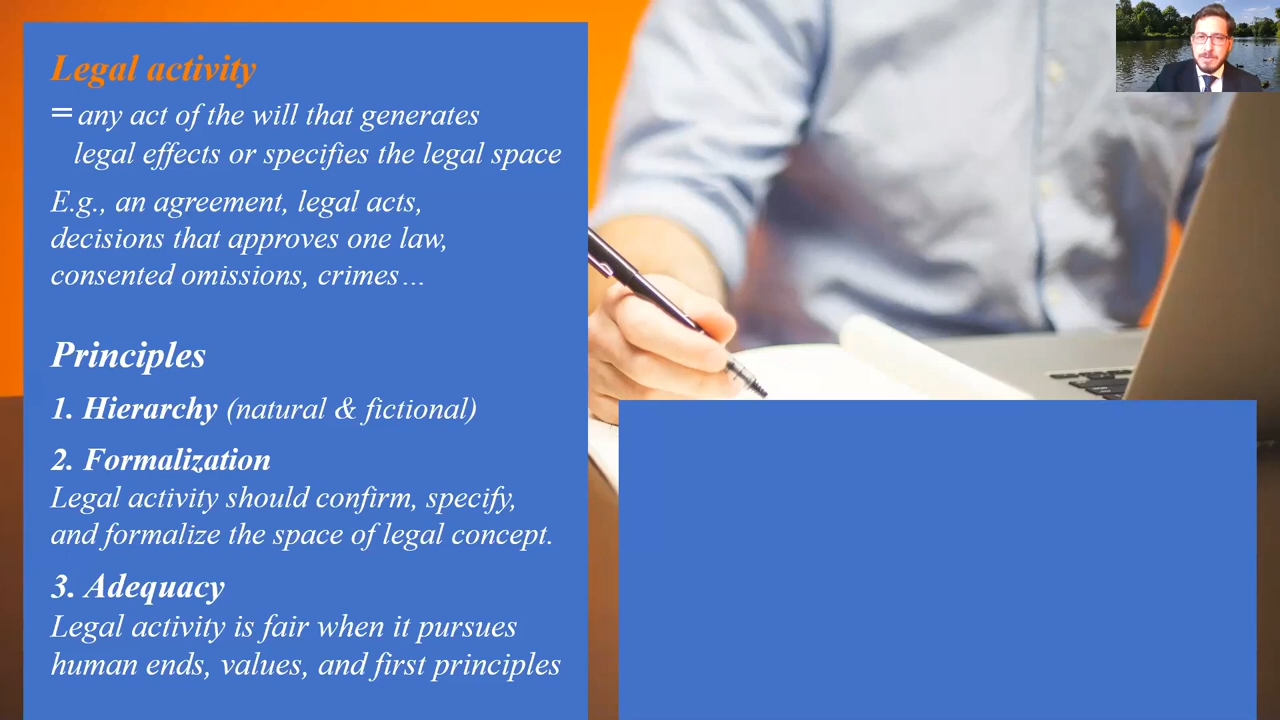 Legal activity
= any act of the will that generates
legal effects or specifies the legal space
E.g., an agreement, legal acts,
decisions that approves one law,
consented omissions, crimes…
Principles
1. Hierarchy (natural & fictional)
2. Formalization
Legal activity should confirm, specify,
and formalize the space of legal concept.
3. Adequacy
Legal activity is fair when it pursues
human ends, values, and first principles